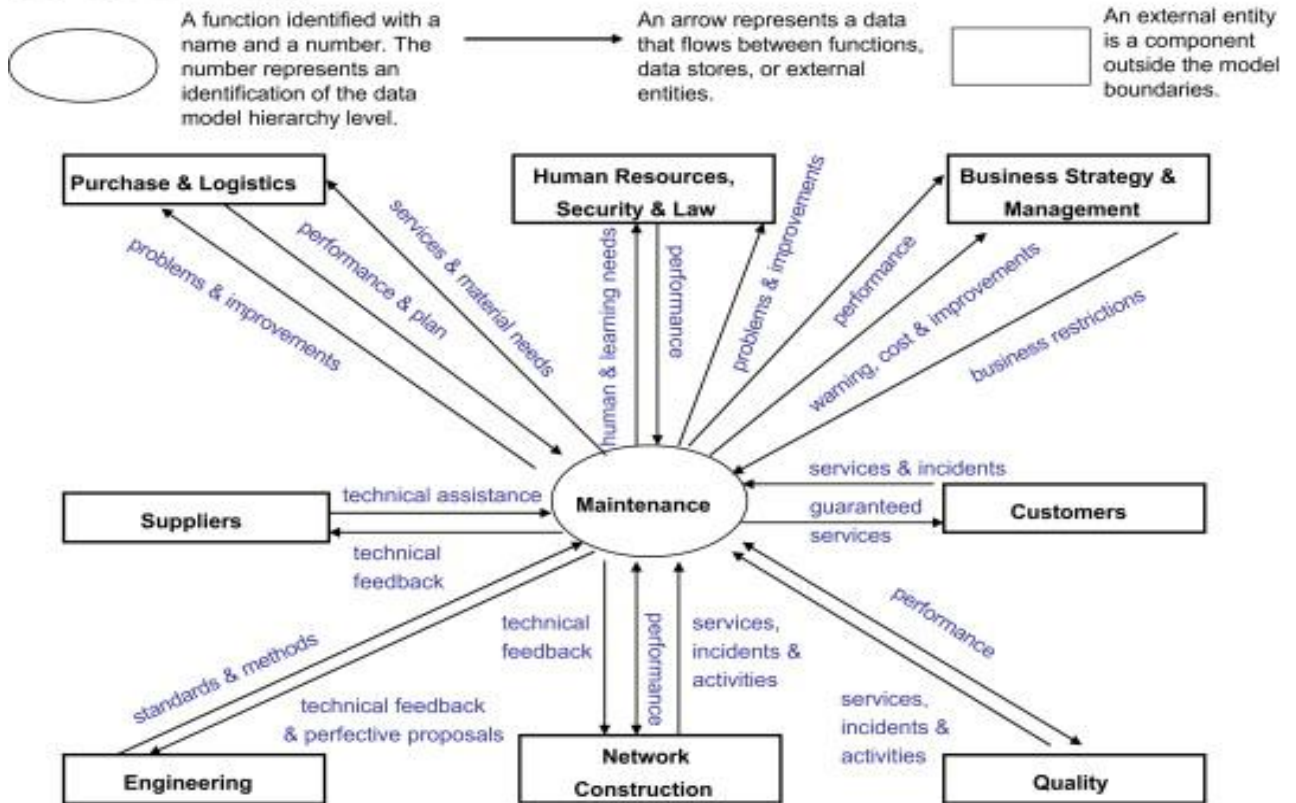 A function identified with a
name and a number. The
number represents an
identification of the data
model hierarchy level.
An arrow represents a data
that flows between functions,
data stores, or external
entities.
An external entity
is a component
outside the model
boundaries.
Purchase & Logistics
Human Resources,
Security & Law
Business Strategy &
Management
problems & improvements
performance & plan
services & material needs
human & learning needs
performance
problems & improvements
performance
warning, cost & improvements
business restrictions
Suppliers
technical assistance
technical
feedback
Maintenance
services & incidents
guaranteed
services
Customers
standards & methods
technical feedback
& perfective proposals
technical
feedback
performance
services,
incidents &
activities
performance
services,
incidents &
activities
Engineering
Network
Construction
Quality